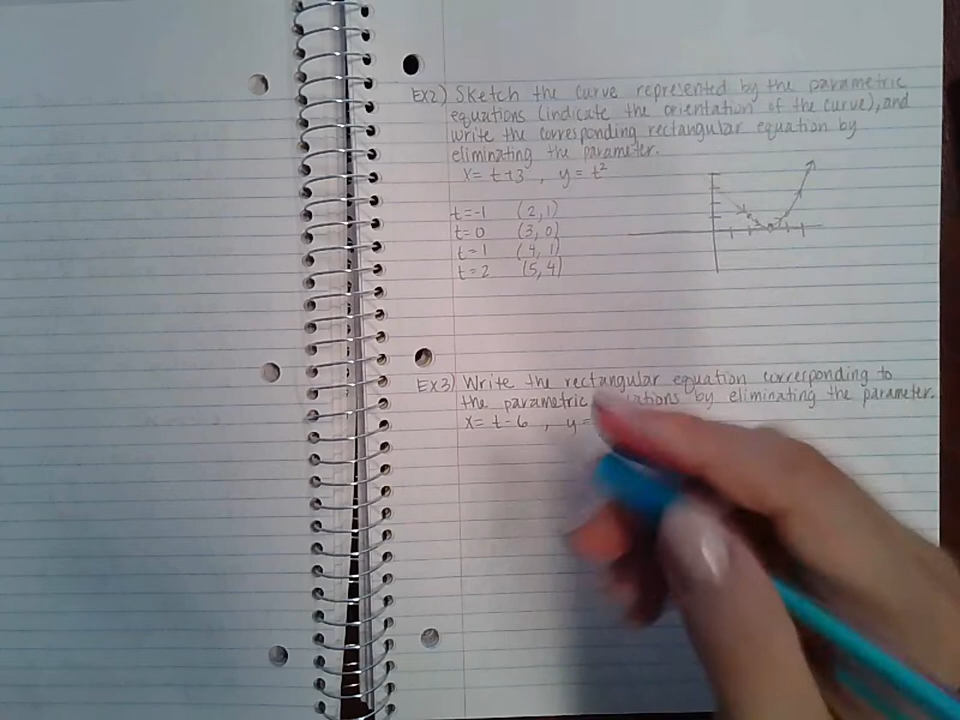 Ex2) Sketch the curve represented by the parametric
equations (indicate the orientation of the curve), and
write the corresponding rectangular equation by
eliminating the parameter.
x = t + 3 , y = t²
t = -1 (2, 1)
t = 0 (3, 0)
t = 1 (4, 1)
t = 2 (5, 4)
Ex3) Write the rectangular equation corresponding to
the parametric by eliminating the parameter.
x = t - 6 , y =